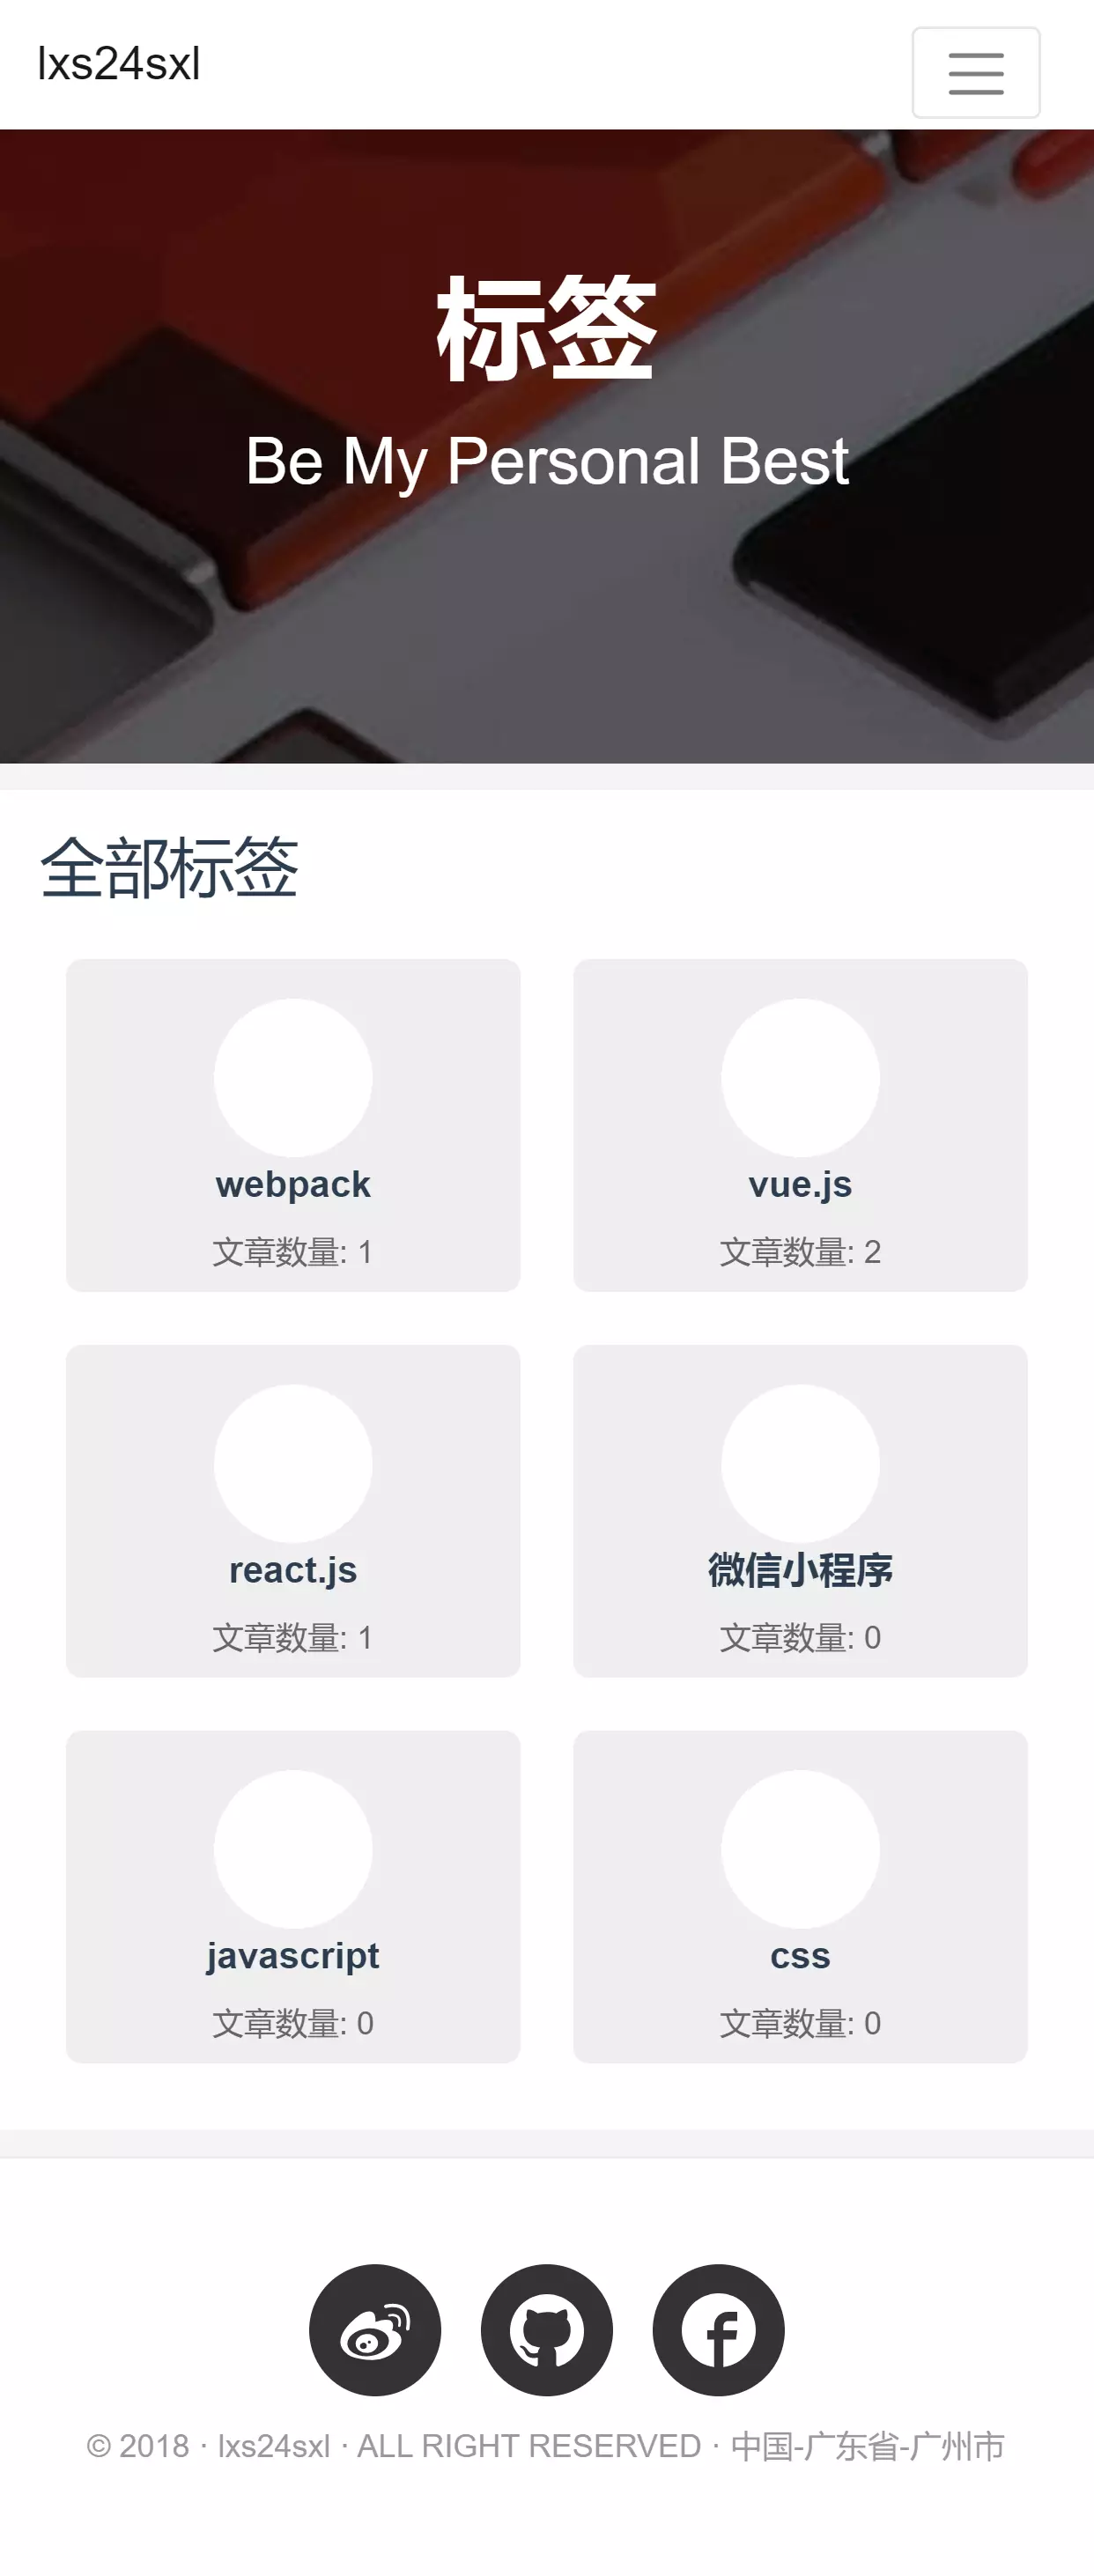 lxs24sxl
标签
Be My Personal Best
全部标签
webpack
文章数量: 1
vue.js
文章数量: 2
react.js
文章数量: 1
微信小程序
文章数量: 0
javascript
文章数量: 0
css
文章数量: 0
© 2018 · lxs24sxl · ALL RIGHT RESERVED · 中国-广东省-广州市